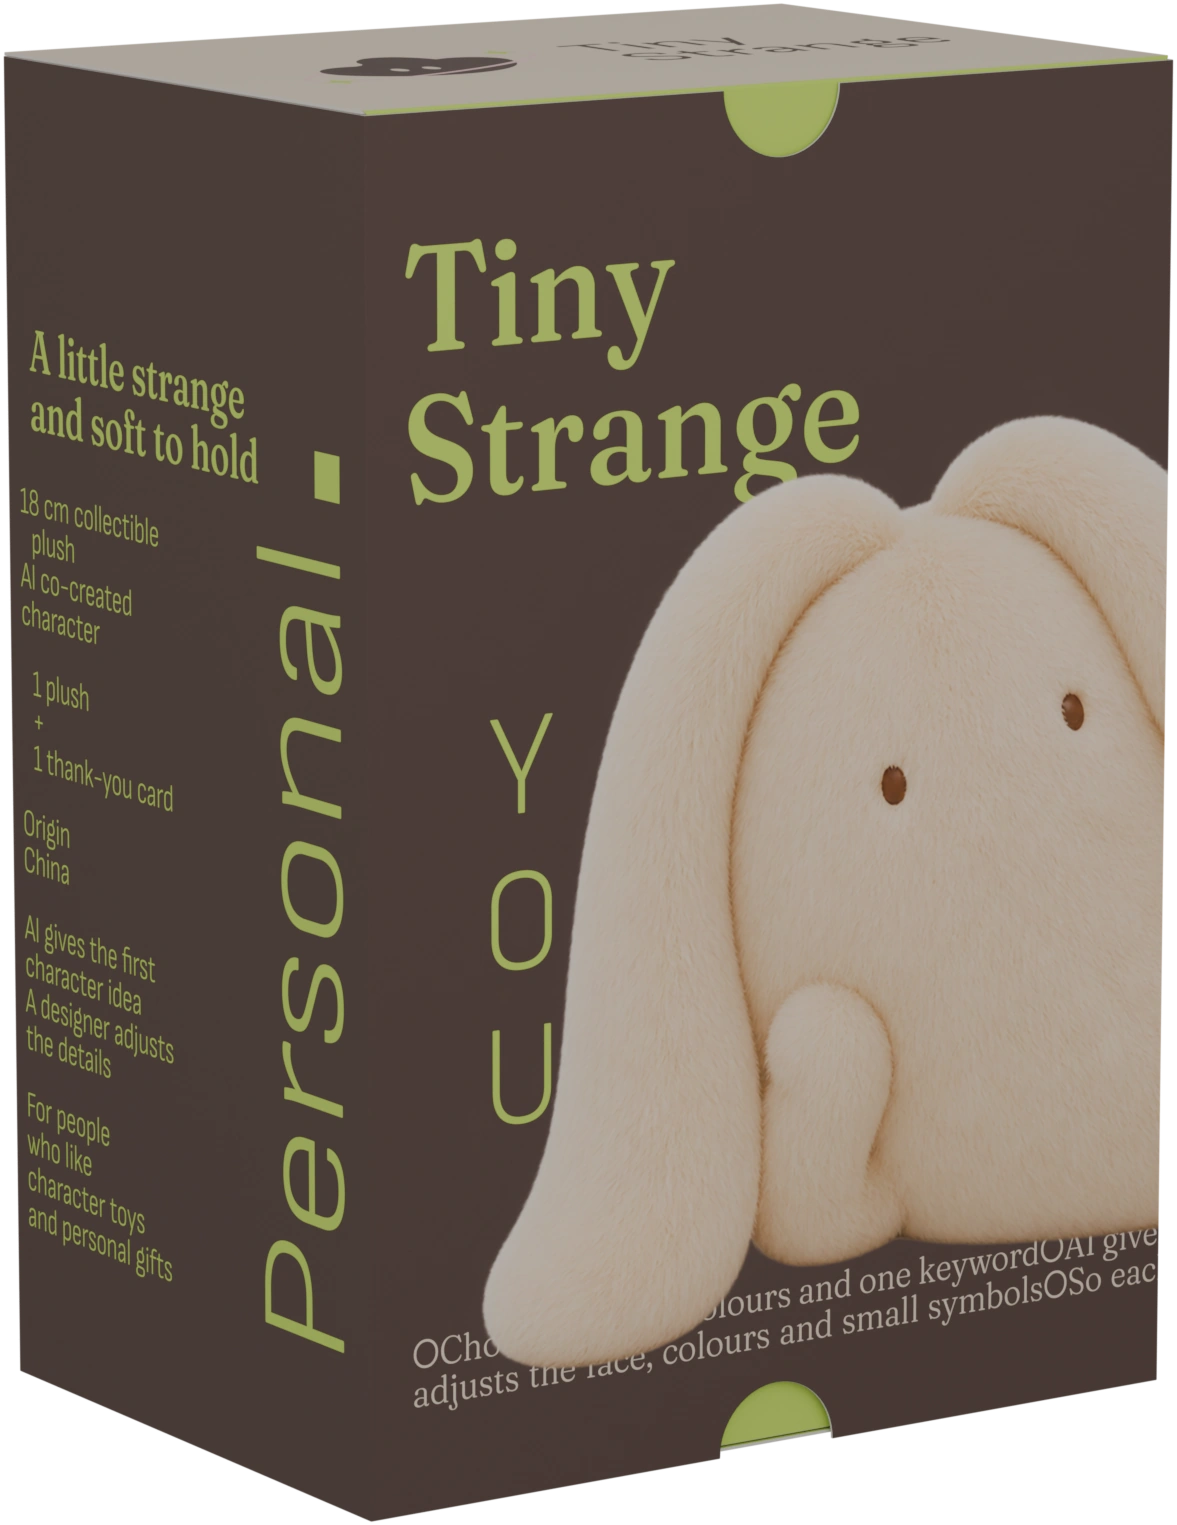 Tiny
Strange
Tiny
Strange
Y
O
U
OCho
lours and one keywordOAI give
adjusts the face, colours and small symbolsOSo eac
Personal
A little strange
and soft to hold
18 cm collectible
plush
AI co-created
character
1 plush
+
1 thank-you card
Origin
China
AI gives the first
character idea
A designer adjusts
the details
For people
who like
character toys
and personal gifts